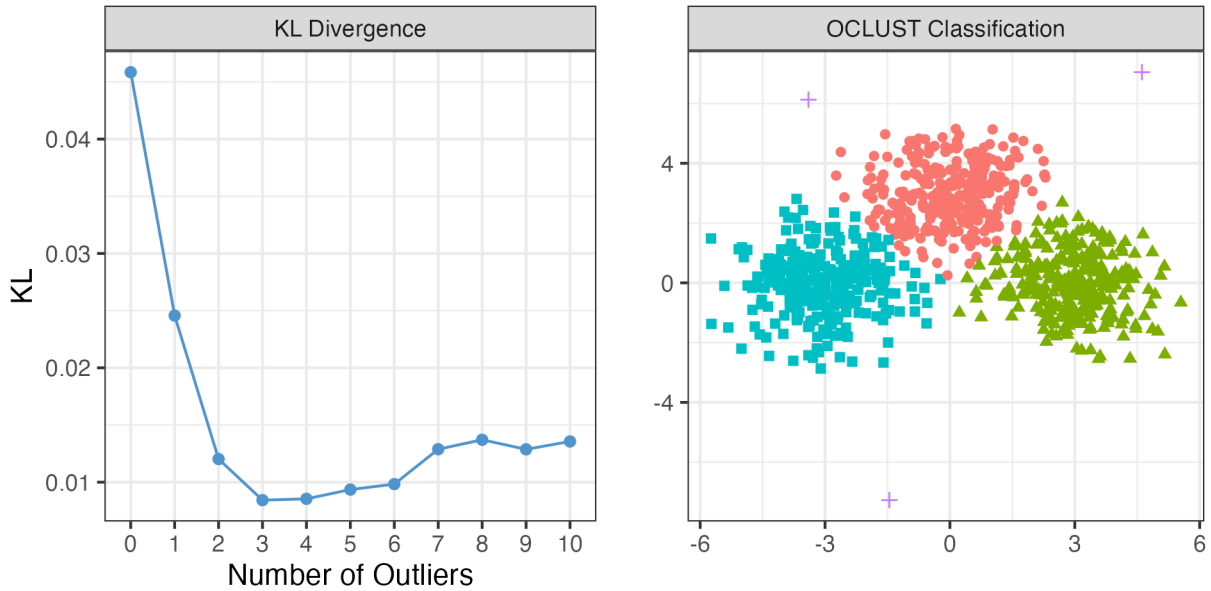 KL Divergence
KL
0.04
0.03
0.02
0.01
0 1 2 3 4 5 6 7 8 9 10
Number of Outliers
OCLUST Classification
4
0
-4
-6 -3 0 3 6